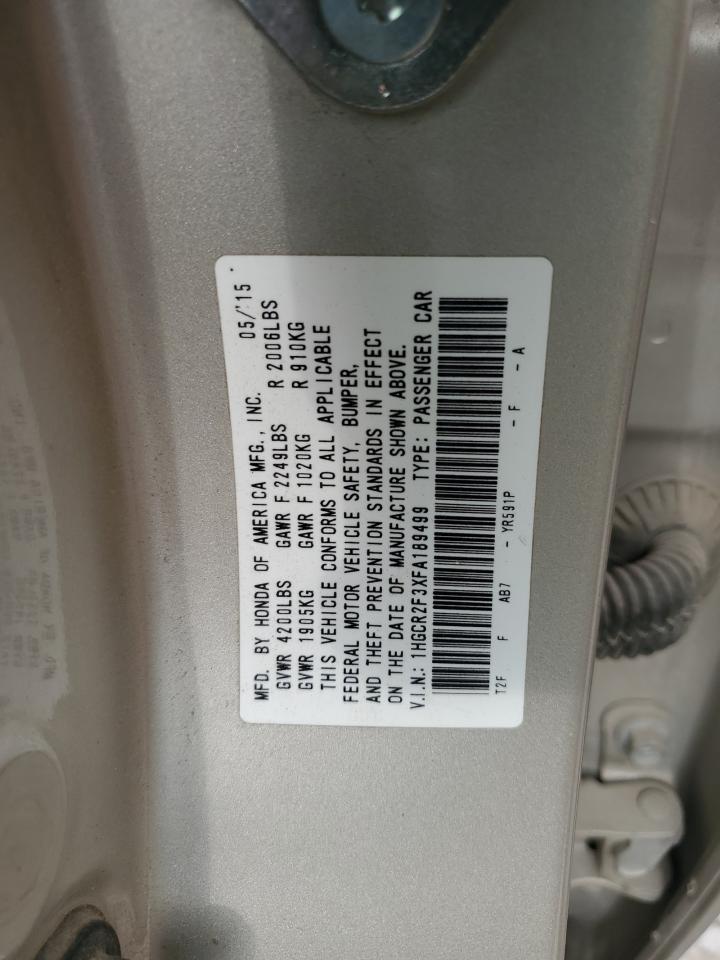 MFD. BY HONDA OF AMERICA MFG., INC. 05/'15
GVWR 4200LBS GAWR F 2249LBS R 2006LBS
GVWR 1905KG GAWR F 1020KG R 910KG
THIS VEHICLE CONFORMS TO ALL APPLICABLE
FEDERAL MOTOR VEHICLE SAFETY, BUMPER,
AND THEFT PREVENTION STANDARDS IN EFFECT
ON THE DATE OF MANUFACTURE SHOWN ABOVE.
V.I.N.: 1HGCR2F3XFA189499 TYPE: PASSENGER CAR
T2F F AB7 - YR591P - F - A